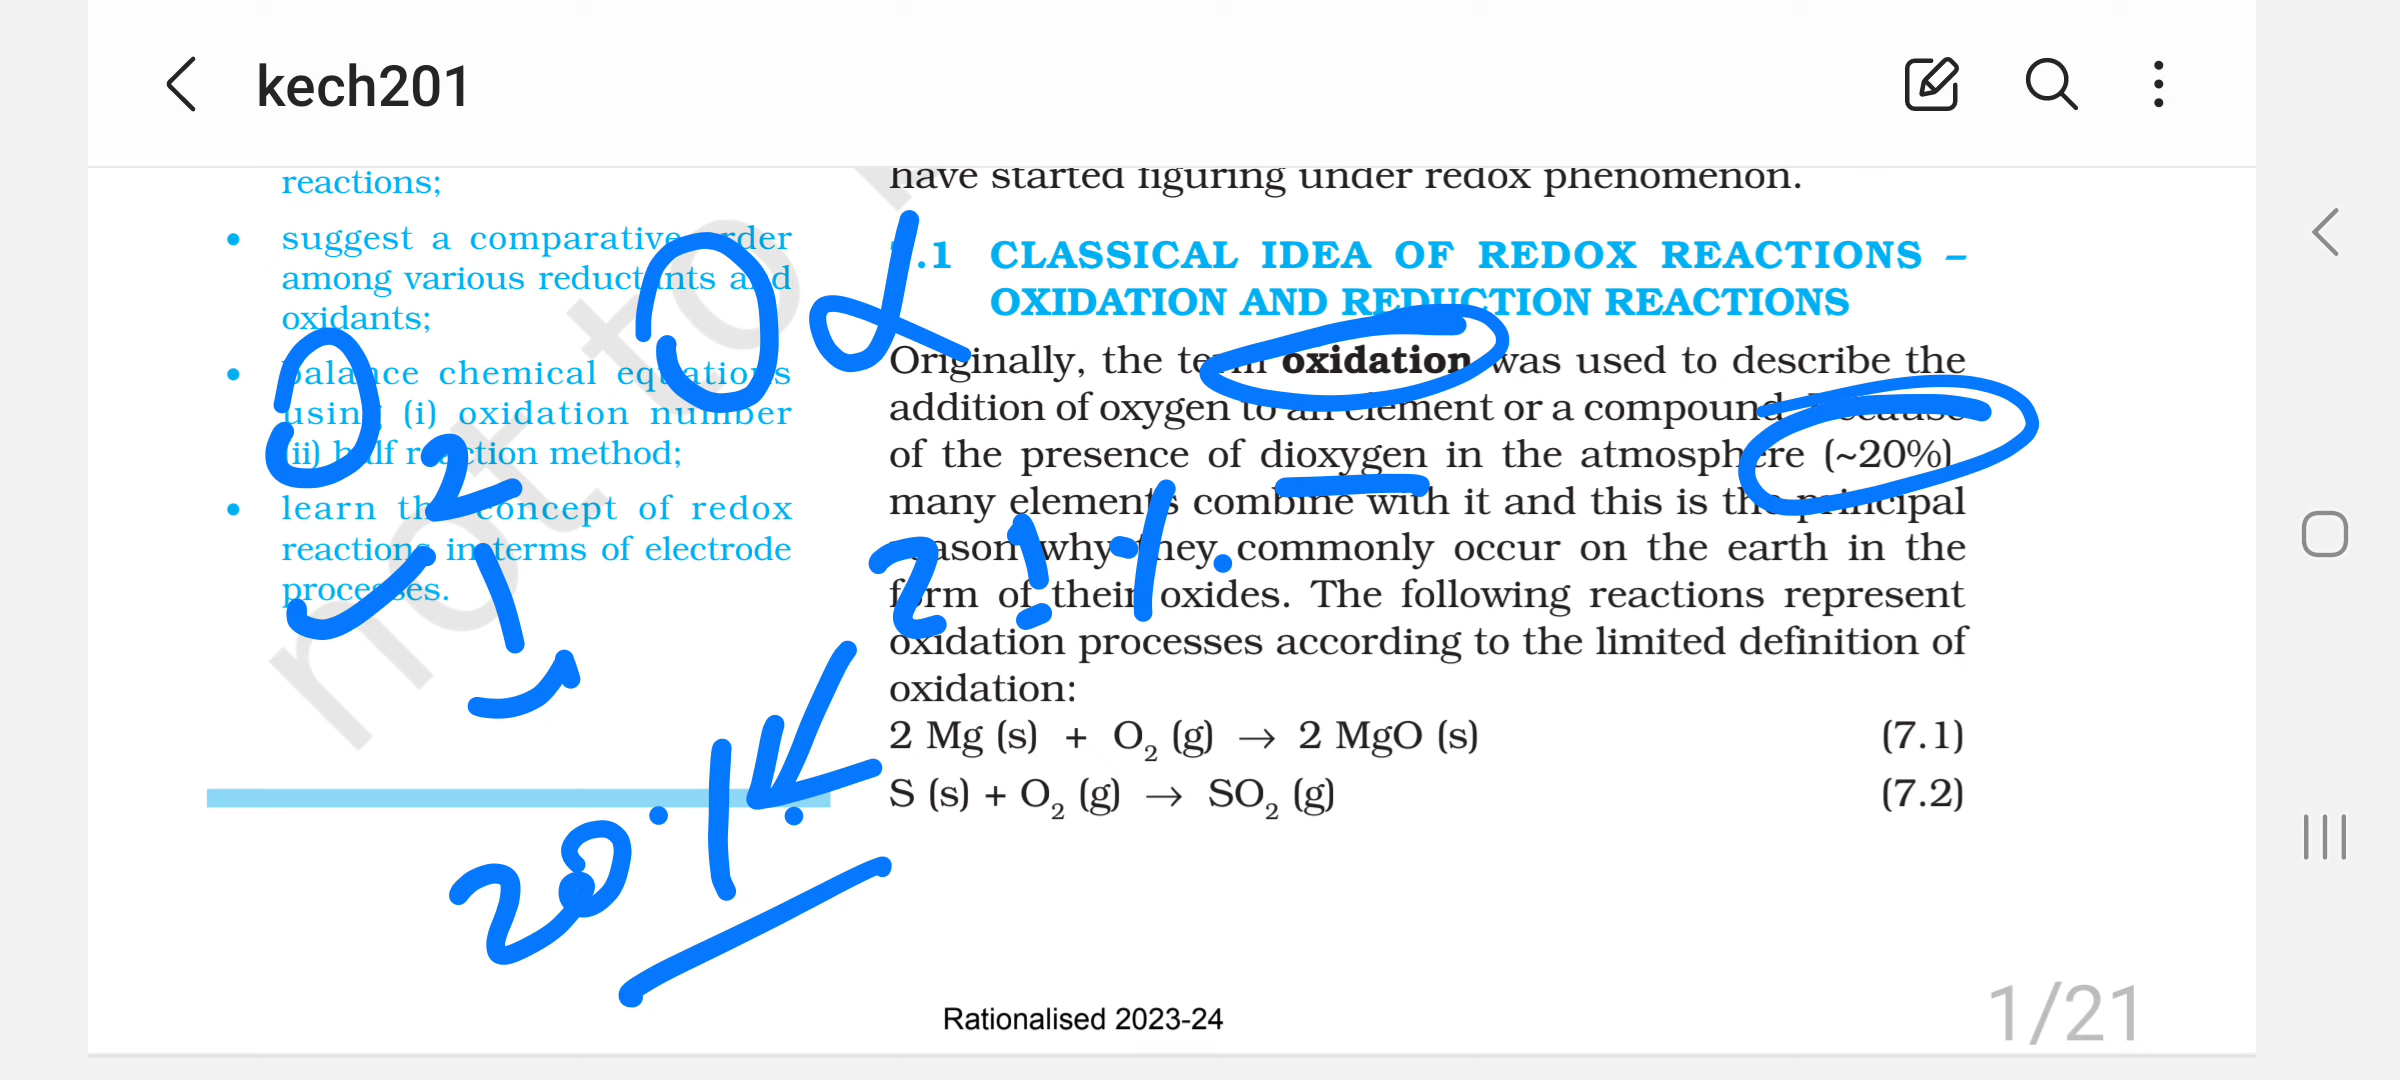 kech201
reactions;
• suggest a comparative order
among various reductants and
oxidants;
• balance chemical equations
using (i) oxidation number
(ii) half reaction method;
• learn the concept of redox
reactions in terms of electrode
processes.
have started figuring under redox phenomenon.
7.1 CLASSICAL IDEA OF REDOX REACTIONS –
OXIDATION AND REDUCTION REACTIONS
Originally, the term oxidation was used to describe the
addition of oxygen to an element or a compound. Because
of the presence of dioxygen in the atmosphere (~20%),
many elements combine with it and this is the principal
reason why they commonly occur on the earth in the
form of their oxides. The following reactions represent
oxidation processes according to the limited definition of
oxidation:
2 Mg (s) + O₂ (g) → 2 MgO (s) (7.1)
S (s) + O₂ (g) → SO₂ (g) (7.2)
O2
21%
20%
not to
Rationalised 2023-24
1/21